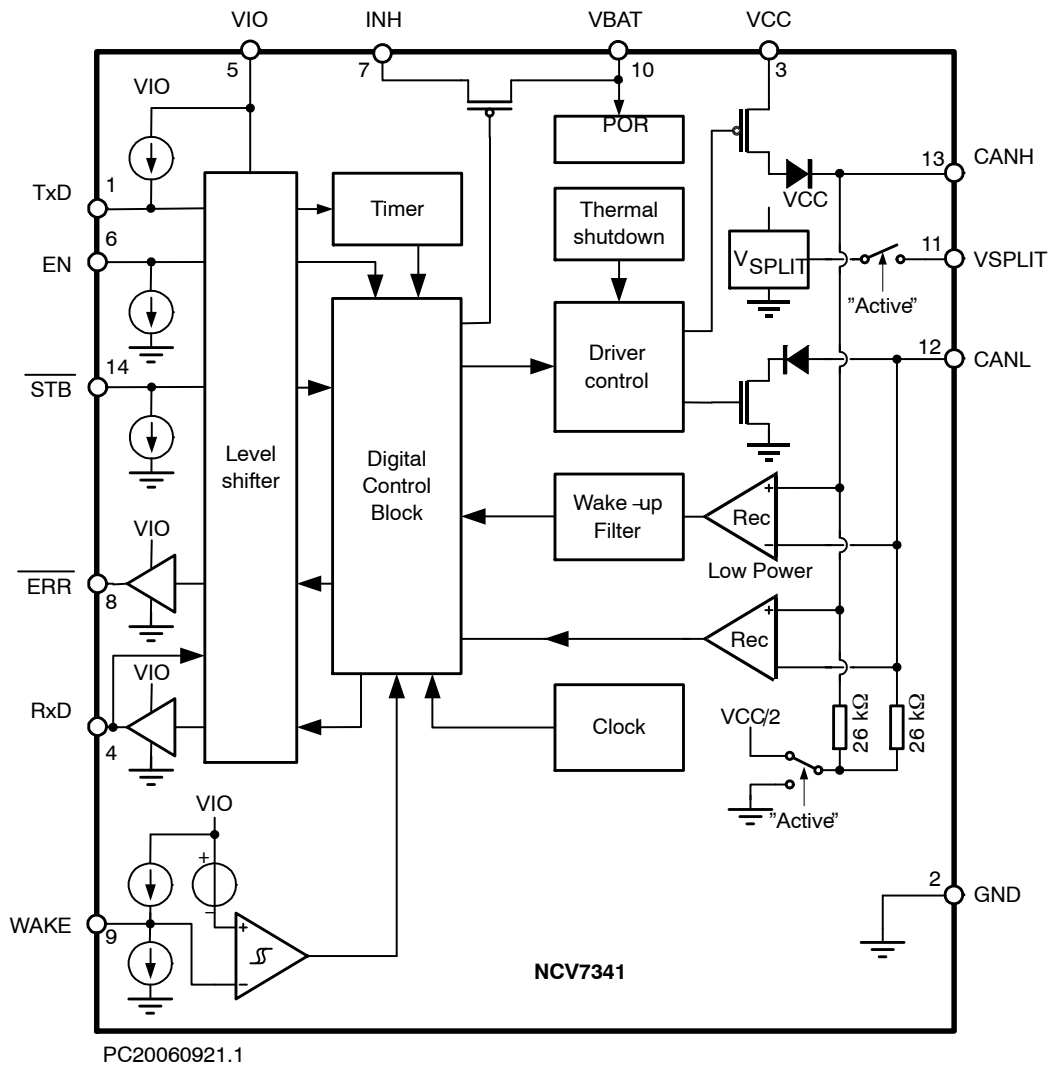 VIO INH VBAT VCC
5 7 10 3
VIO
POR
13 CANH
TxD 1
VCC
Timer
Thermal
shutdown
6
EN
11 VSPLIT
VSPLIT
"Active"
14
STB
12 CANL
Driver
control
Level
shifter
Digital
Control
Block
Wake-up
Filter
+
Rec
−
Low Power
VIO
ERR
8
+
Rec
−
VIO
RxD
4
Clock
VCC/2
26 kΩ
26 kΩ
"Active"
VIO
+
−
WAKE
9
+
−
2 GND
NCV7341
PC20060921.1